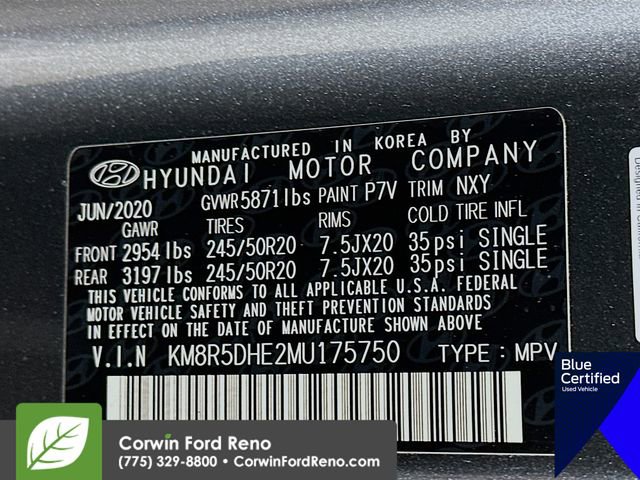 MANUFACTURED IN KOREA BY
HYUNDAI MOTOR COMPANY
JUN/2020 GVWR5871lbs PAINT P7V TRIM NXY
GAWR TIRES RIMS COLD TIRE INFL
FRONT 2954lbs 245/50R20 7.5JX20 35psi SINGLE
REAR 3197lbs 245/50R20 7.5JX20 35psi SINGLE
THIS VEHICLE CONFORMS TO ALL APPLICABLE U.S.A. FEDERAL
MOTOR VEHICLE SAFETY AND THEFT PREVENTION STANDARDS
IN EFFECT ON THE DATE OF MANUFACTURE SHOWN ABOVE
V.I.N KM8R5DHE2MU175750 TYPE : MPV
Blue
Certified
Used Vehicle
Corwin Ford Reno
(775) 329-8800 • CorwinFordReno.com